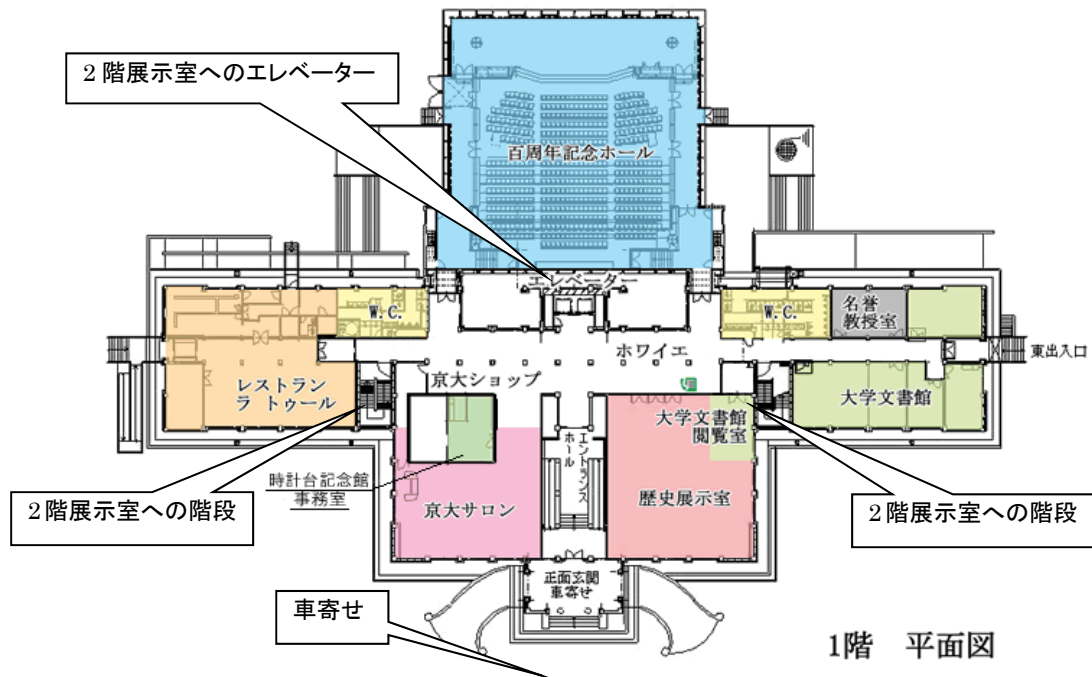 2階展示室へのエレベーター
百周年記念ホール
エレベーター
W.C.
W.C.
名誉
教授室
ホワイエ
東出入口
京大ショップ
レストラン
ラ トゥール
大学文書館
大学文書館
閲覧室
エントランス
ホール
時計台記念館
事務室
2階展示室への階段
京大サロン
歴史展示室
2階展示室への階段
正面玄関
車寄せ
車寄せ
1階 平面図